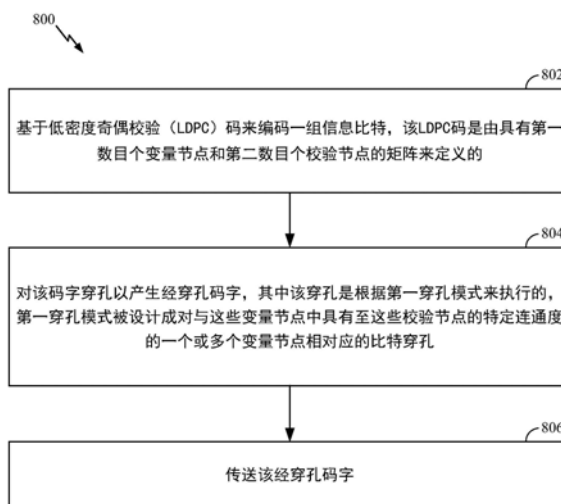 800
802
基于低密度奇偶校验（LDPC）码来编码一组信息比特，该LDPC码是由具有第一
数目个变量节点和第二数目个校验节点的矩阵来定义的
804
对该码字穿孔以产生经穿孔码字，其中该穿孔是根据第一穿孔模式来执行的，
第一穿孔模式被设计成对与这些变量节点中具有至这些校验节点的特定连通度
的一个或多个变量节点相对应的比特穿孔
806
传送该经穿孔码字